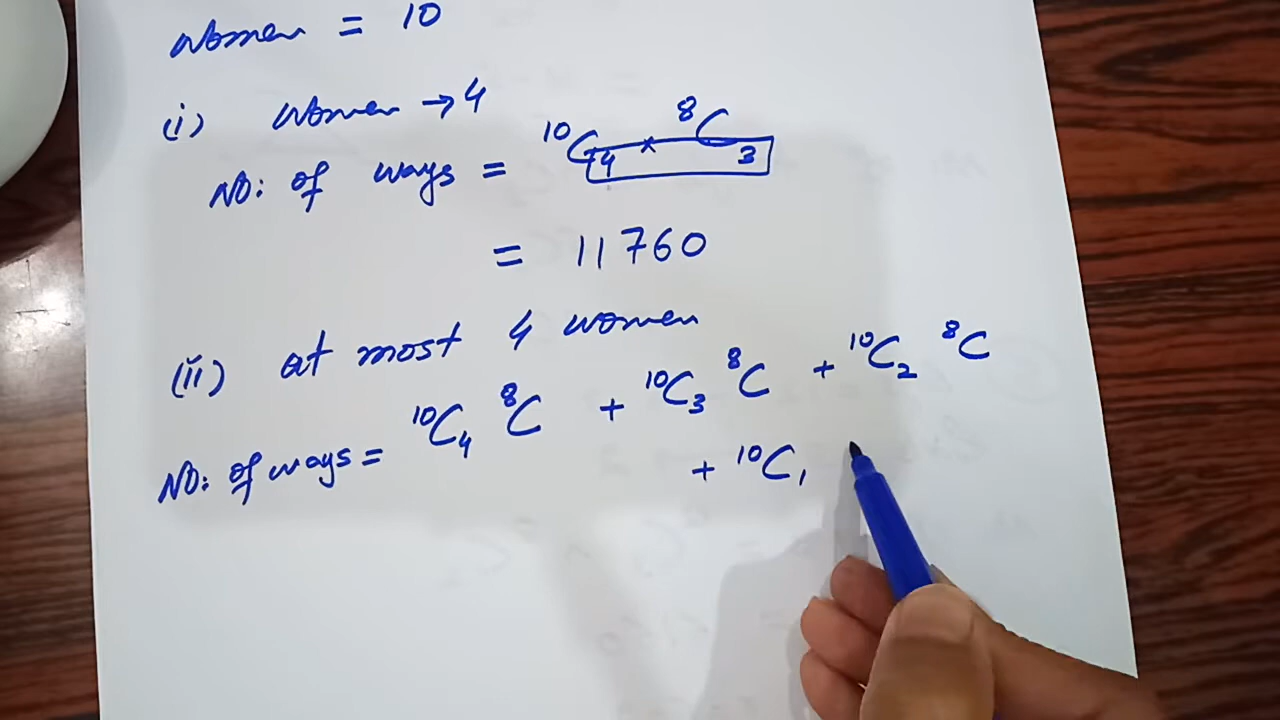 women = 10
(i) women → 4
No: of ways = ¹⁰C₄ × ⁸C₃
= 11760
(ii) at most 4 women
No: of ways = ¹⁰C₄ ⁸C + ¹⁰C₃ ⁸C + ¹⁰C₂ ⁸C
+ ¹⁰C₁